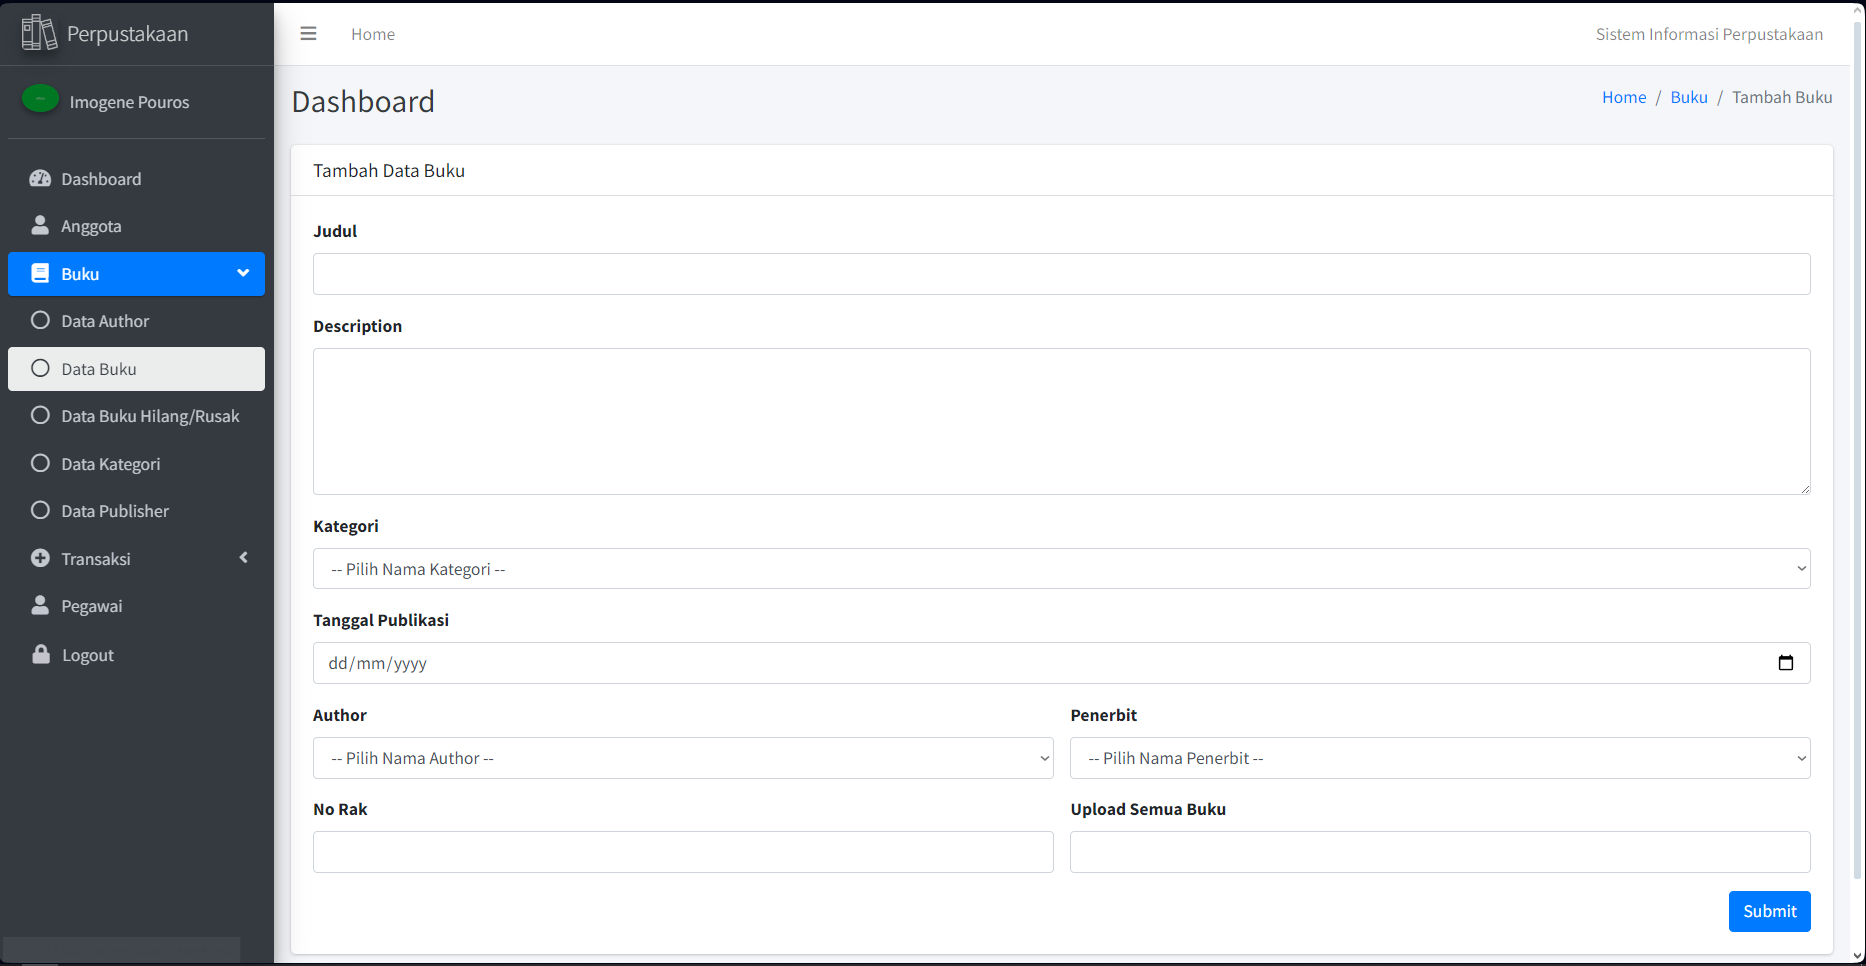 Perpustakaan
Home
Sistem Informasi Perpustakaan
Imogene Pouros
Dashboard
Anggota
Buku
Data Author
Data Buku
Data Buku Hilang/Rusak
Data Kategori
Data Publisher
Transaksi
Pegawai
Logout
Dashboard
Home / Buku / Tambah Buku
Tambah Data Buku
Judul
Description
Kategori
-- Pilih Nama Kategori --
Tanggal Publikasi
dd/mm/yyyy
Author
-- Pilih Nama Author --
Penerbit
-- Pilih Nama Penerbit --
No Rak
Upload Semua Buku
Submit